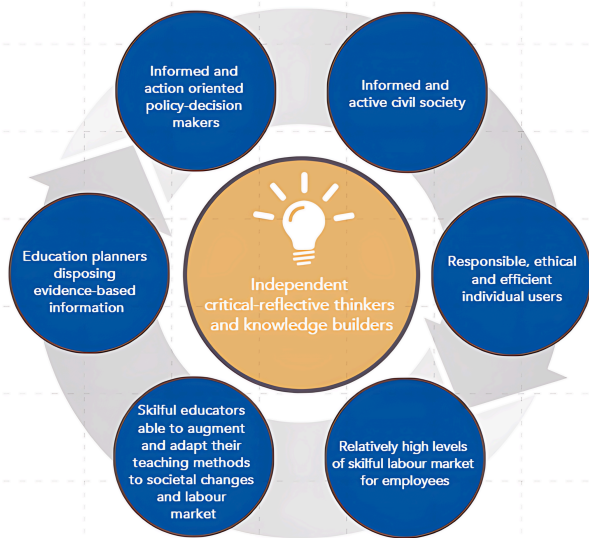 Informed and
action oriented
policy-decision
makers
Informed and
active civil society
Education planners
disposing
evidence-based
information
Independent
critical-reflective thinkers
and knowledge builders
Responsible, ethical
and efficient
individual users
Skilful educators
able to augment
and adapt their
teaching methods
to societal changes
and labour
market
Relatively high levels
of skilful labour market
for employees